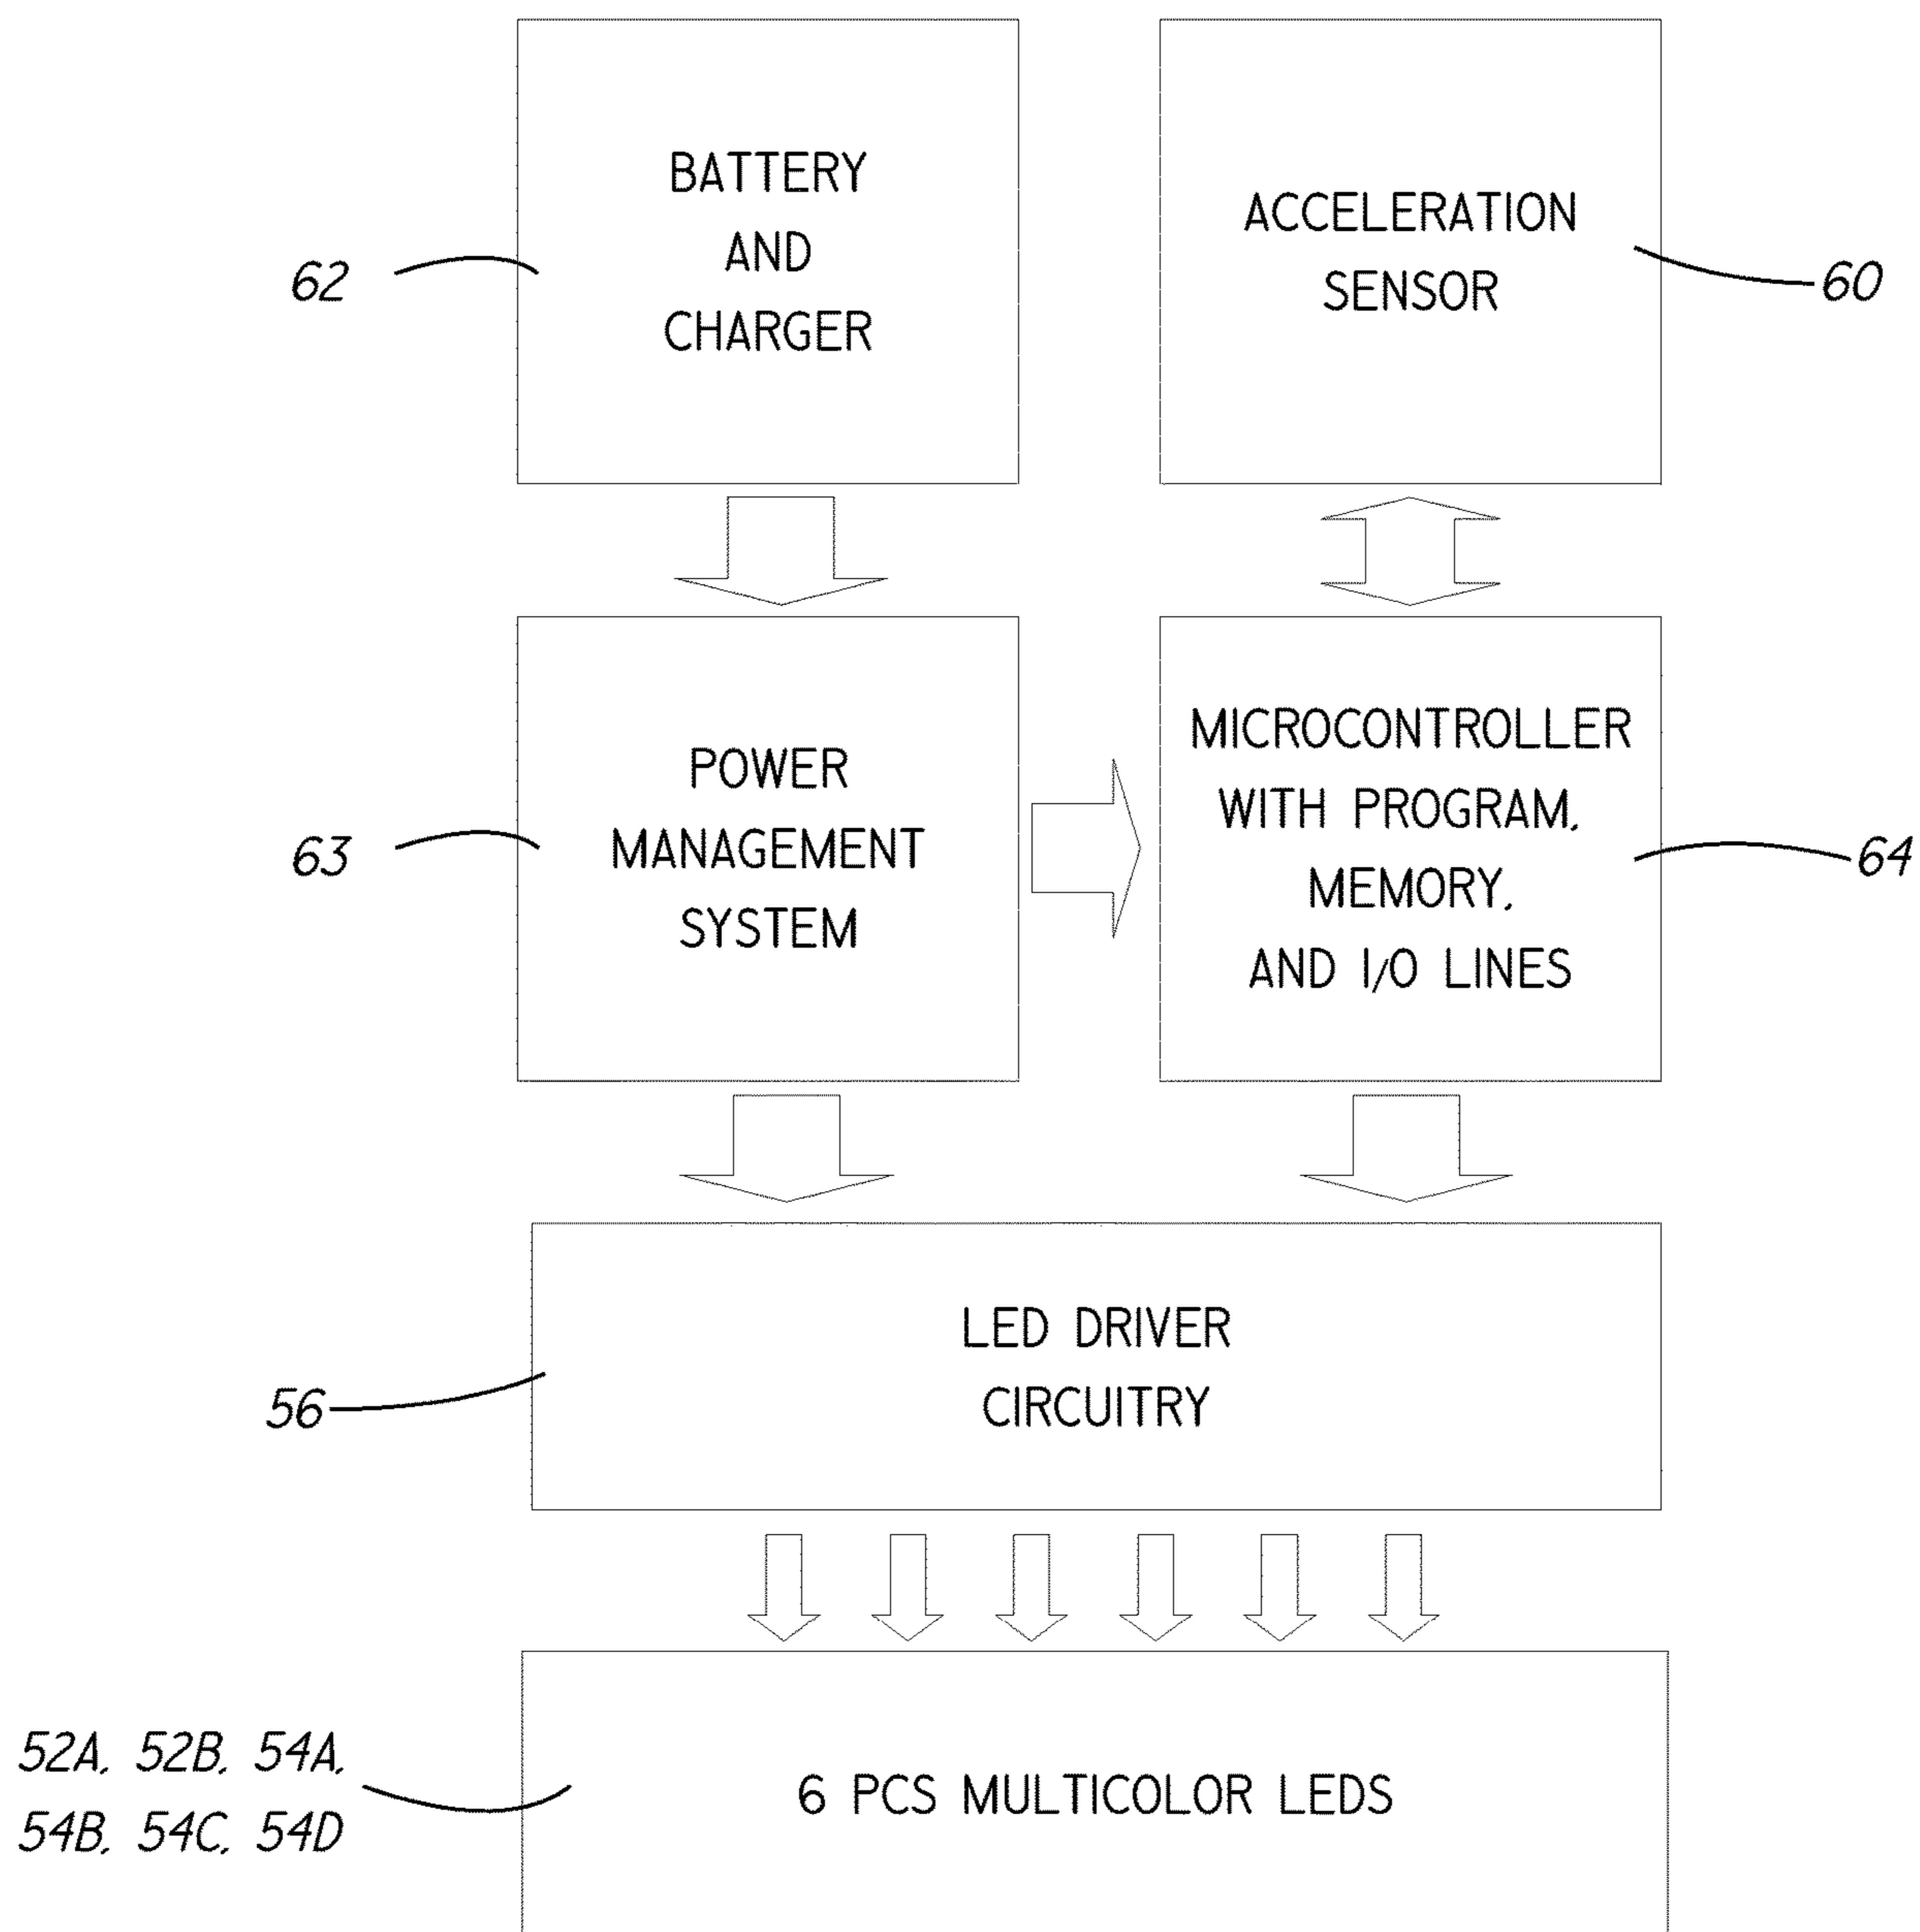 BATTERY
AND
CHARGER
62
ACCELERATION
SENSOR
60
POWER
MANAGEMENT
SYSTEM
63
MICROCONTROLLER
WITH PROGRAM,
MEMORY,
AND I/O LINES
64
LED DRIVER
CIRCUITRY
56
52A, 52B, 54A,
54B, 54C, 54D
6 PCS MULTICOLOR LEDS